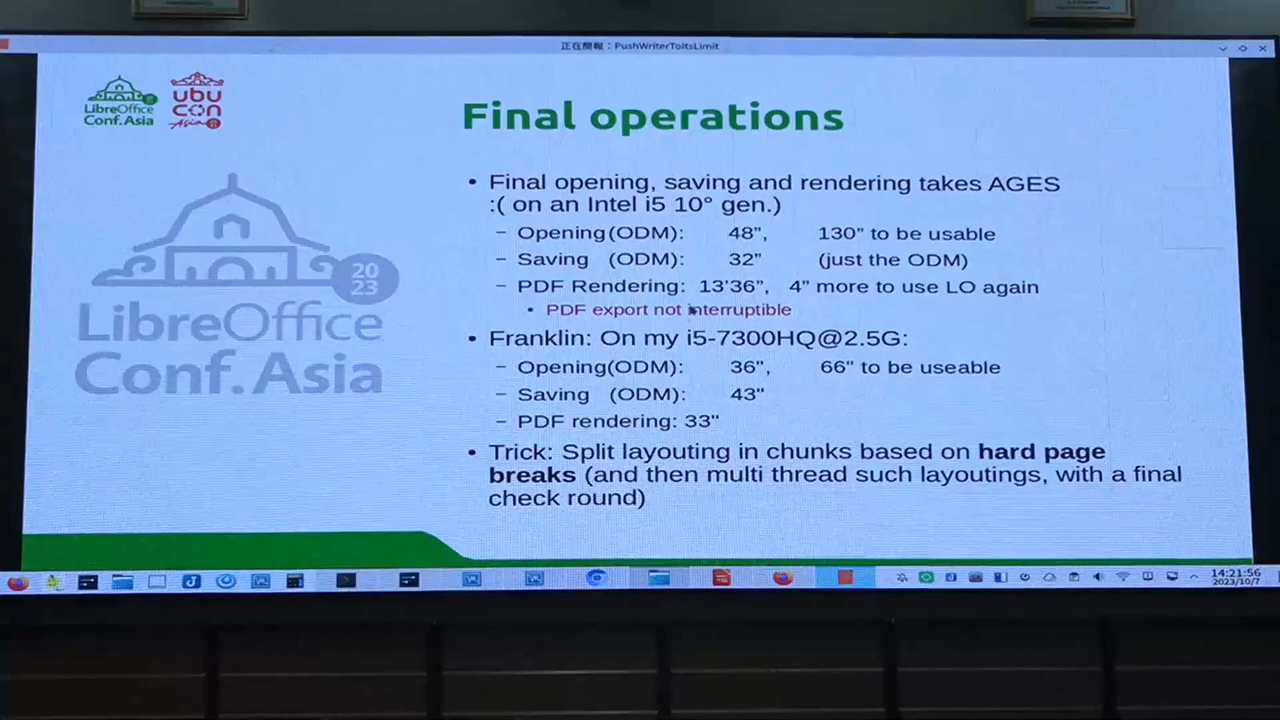 正在簡報：PushWriterToItsLimit
LibreOffice
Conf.Asia
ubu
con
Asia
Final operations
20
23
LibreOffice
Conf.Asia
• Final opening, saving and rendering takes AGES
:( on an Intel i5 10° gen.)
– Opening(ODM): 48”, 130” to be usable
– Saving (ODM): 32” (just the ODM)
– PDF Rendering: 13’36”, 4” more to use LO again
• PDF export not interruptible
• Franklin: On my i5-7300HQ@2.5G:
– Opening(ODM): 36", 66" to be useable
– Saving (ODM): 43"
– PDF rendering: 33"
• Trick: Split layouting in chunks based on hard page
breaks (and then multi thread such layoutings, with a final
check round)
14:21:56
2023/10/7